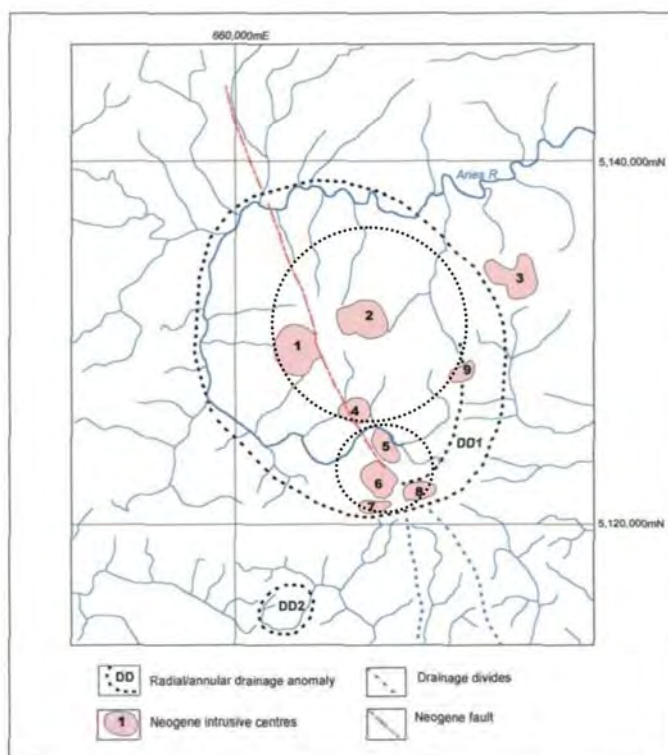 660,000mE
5,140,000mN
Aries R.
3
2
1
9
4
DD1
5
6
8
7
5,120,000mN
DD2
DD Radial/annular drainage anomaly
Drainage divides
1 Neogene intrusive centres
Neogene fault